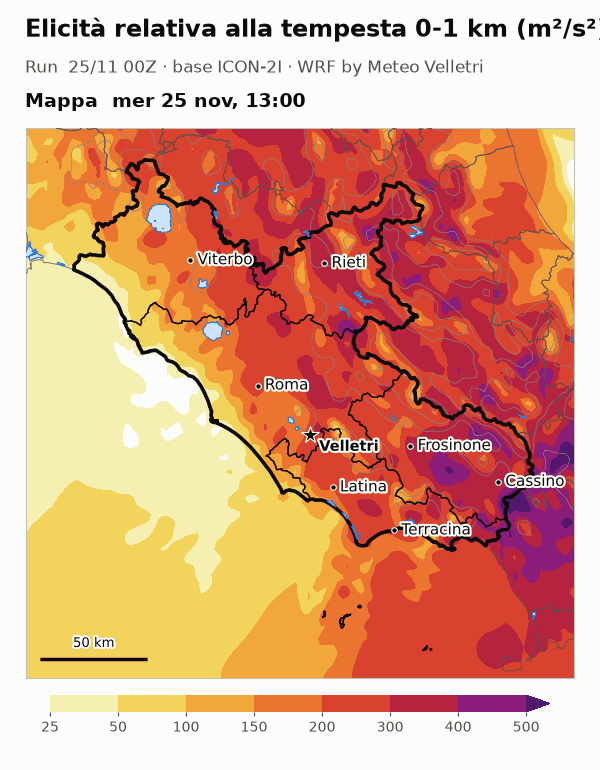 Elicità relativa alla tempesta 0-1 km (m²/s²)
Run  25/11 00Z · base ICON-2I · WRF by Meteo Velletri
Mappa  mer 25 nov, 13:00
Viterbo
Rieti
Roma
Velletri
Frosinone
Latina
Cassino
Terracina
50 km
25 50 100 150 200 300 400 500